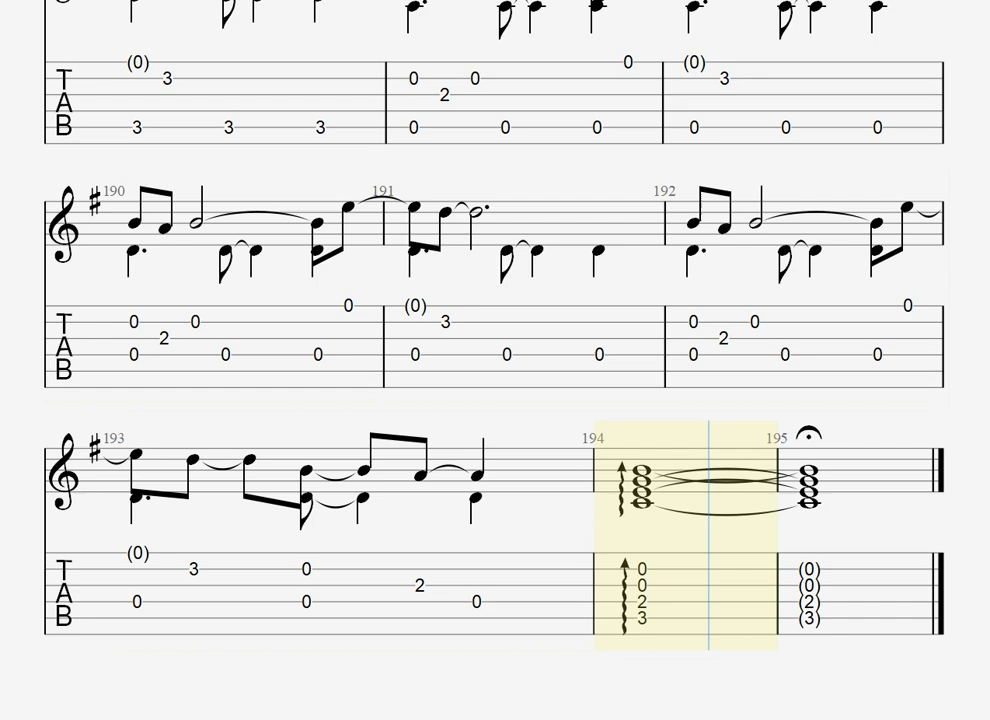 (0) 0 (0)
T 3 0 0 3
A 2
B 3 3 3 0 0 0 0 0 0
190 191 192
0 (0) 0
T 0 0 3 0 0
A 2 2
0 0 0 0 0 0 0 0 0
B
193 194 195
(0)
T 3 0 0 (0)
A 2 0 (0)
0 0 0 2 (2)
B 3 (3)